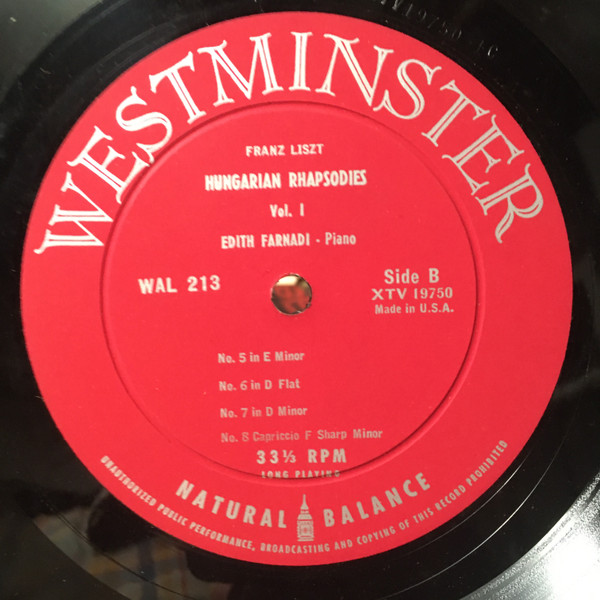 WESTMINSTER
FRANZ LISZT
HUNGARIAN RHAPSODIES
Vol. I
EDITH FARNADI - Piano
WAL 213
Side B
XTV 19750
Made in U.S.A.
No. 5 in E Minor
No. 6 in D Flat
No. 7 in D Minor
No. 8 Capriccio F Sharp Minor
33⅓ RPM
LONG PLAYING
NATURAL BALANCE
UNAUTHORIZED PUBLIC PERFORMANCE, BROADCASTING AND COPYING OF THIS RECORD PROHIBITED